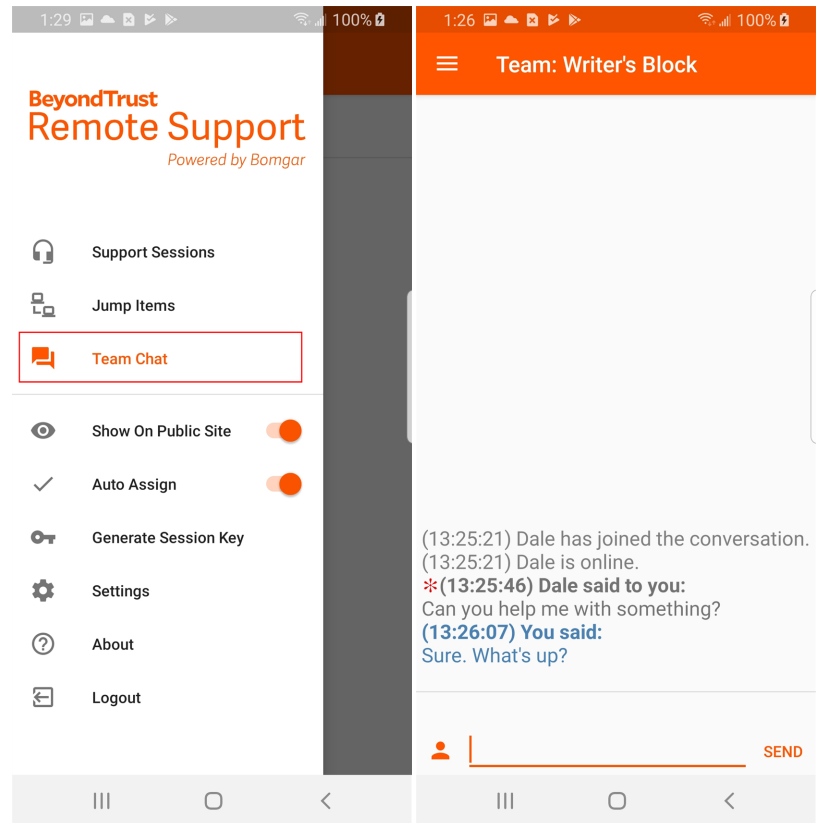 1:29
100%
BeyondTrust
Remote Support
Powered by Bomgar
Support Sessions
Jump Items
Team Chat
Show On Public Site
Auto Assign
Generate Session Key
Settings
About
Logout
1:26
100%
Team: Writer's Block
(13:25:21) Dale has joined the conversation.
(13:25:21) Dale is online.
*(13:25:46) Dale said to you:
Can you help me with something?
(13:26:07) You said:
Sure. What's up?
SEND